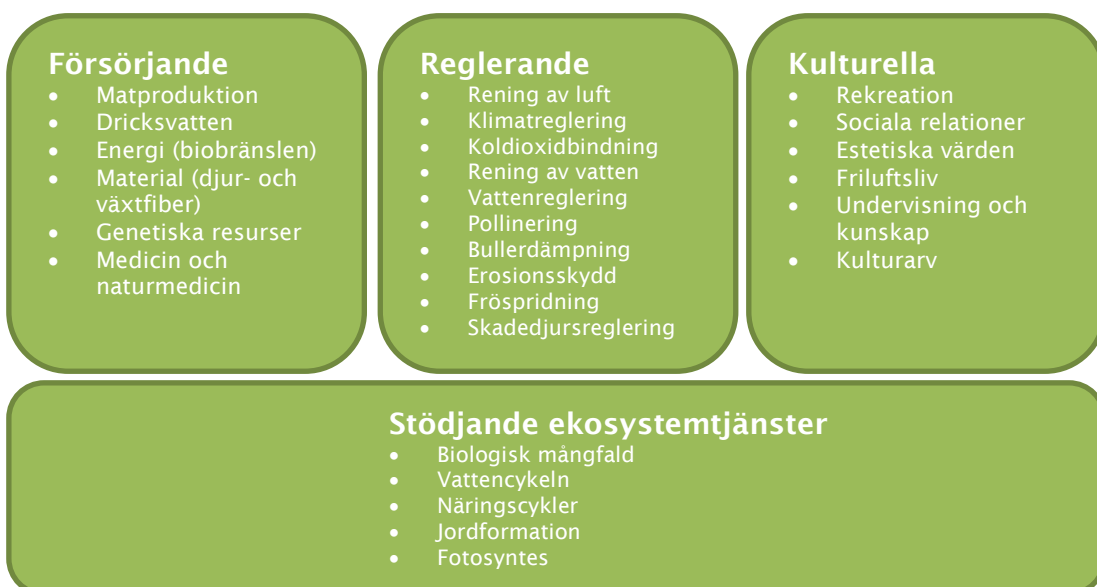 Försörjande
• Matproduktion
• Dricksvatten
• Energi (biobränslen)
• Material (djur- och
växtfiber)
• Genetiska resurser
• Medicin och
naturmedicin
Reglerande
• Rening av luft
• Klimatreglering
• Koldioxidbindning
• Rening av vatten
• Vattenreglering
• Pollinering
• Bullerdämpning
• Erosionsskydd
• Fröspridning
• Skadedjursreglering
Kulturella
• Rekreation
• Sociala relationer
• Estetiska värden
• Friluftsliv
• Undervisning och
kunskap
• Kulturarv
Stödjande ekosystemtjänster
• Biologisk mångfald
• Vattencykeln
• Näringscykler
• Jordformation
• Fotosyntes